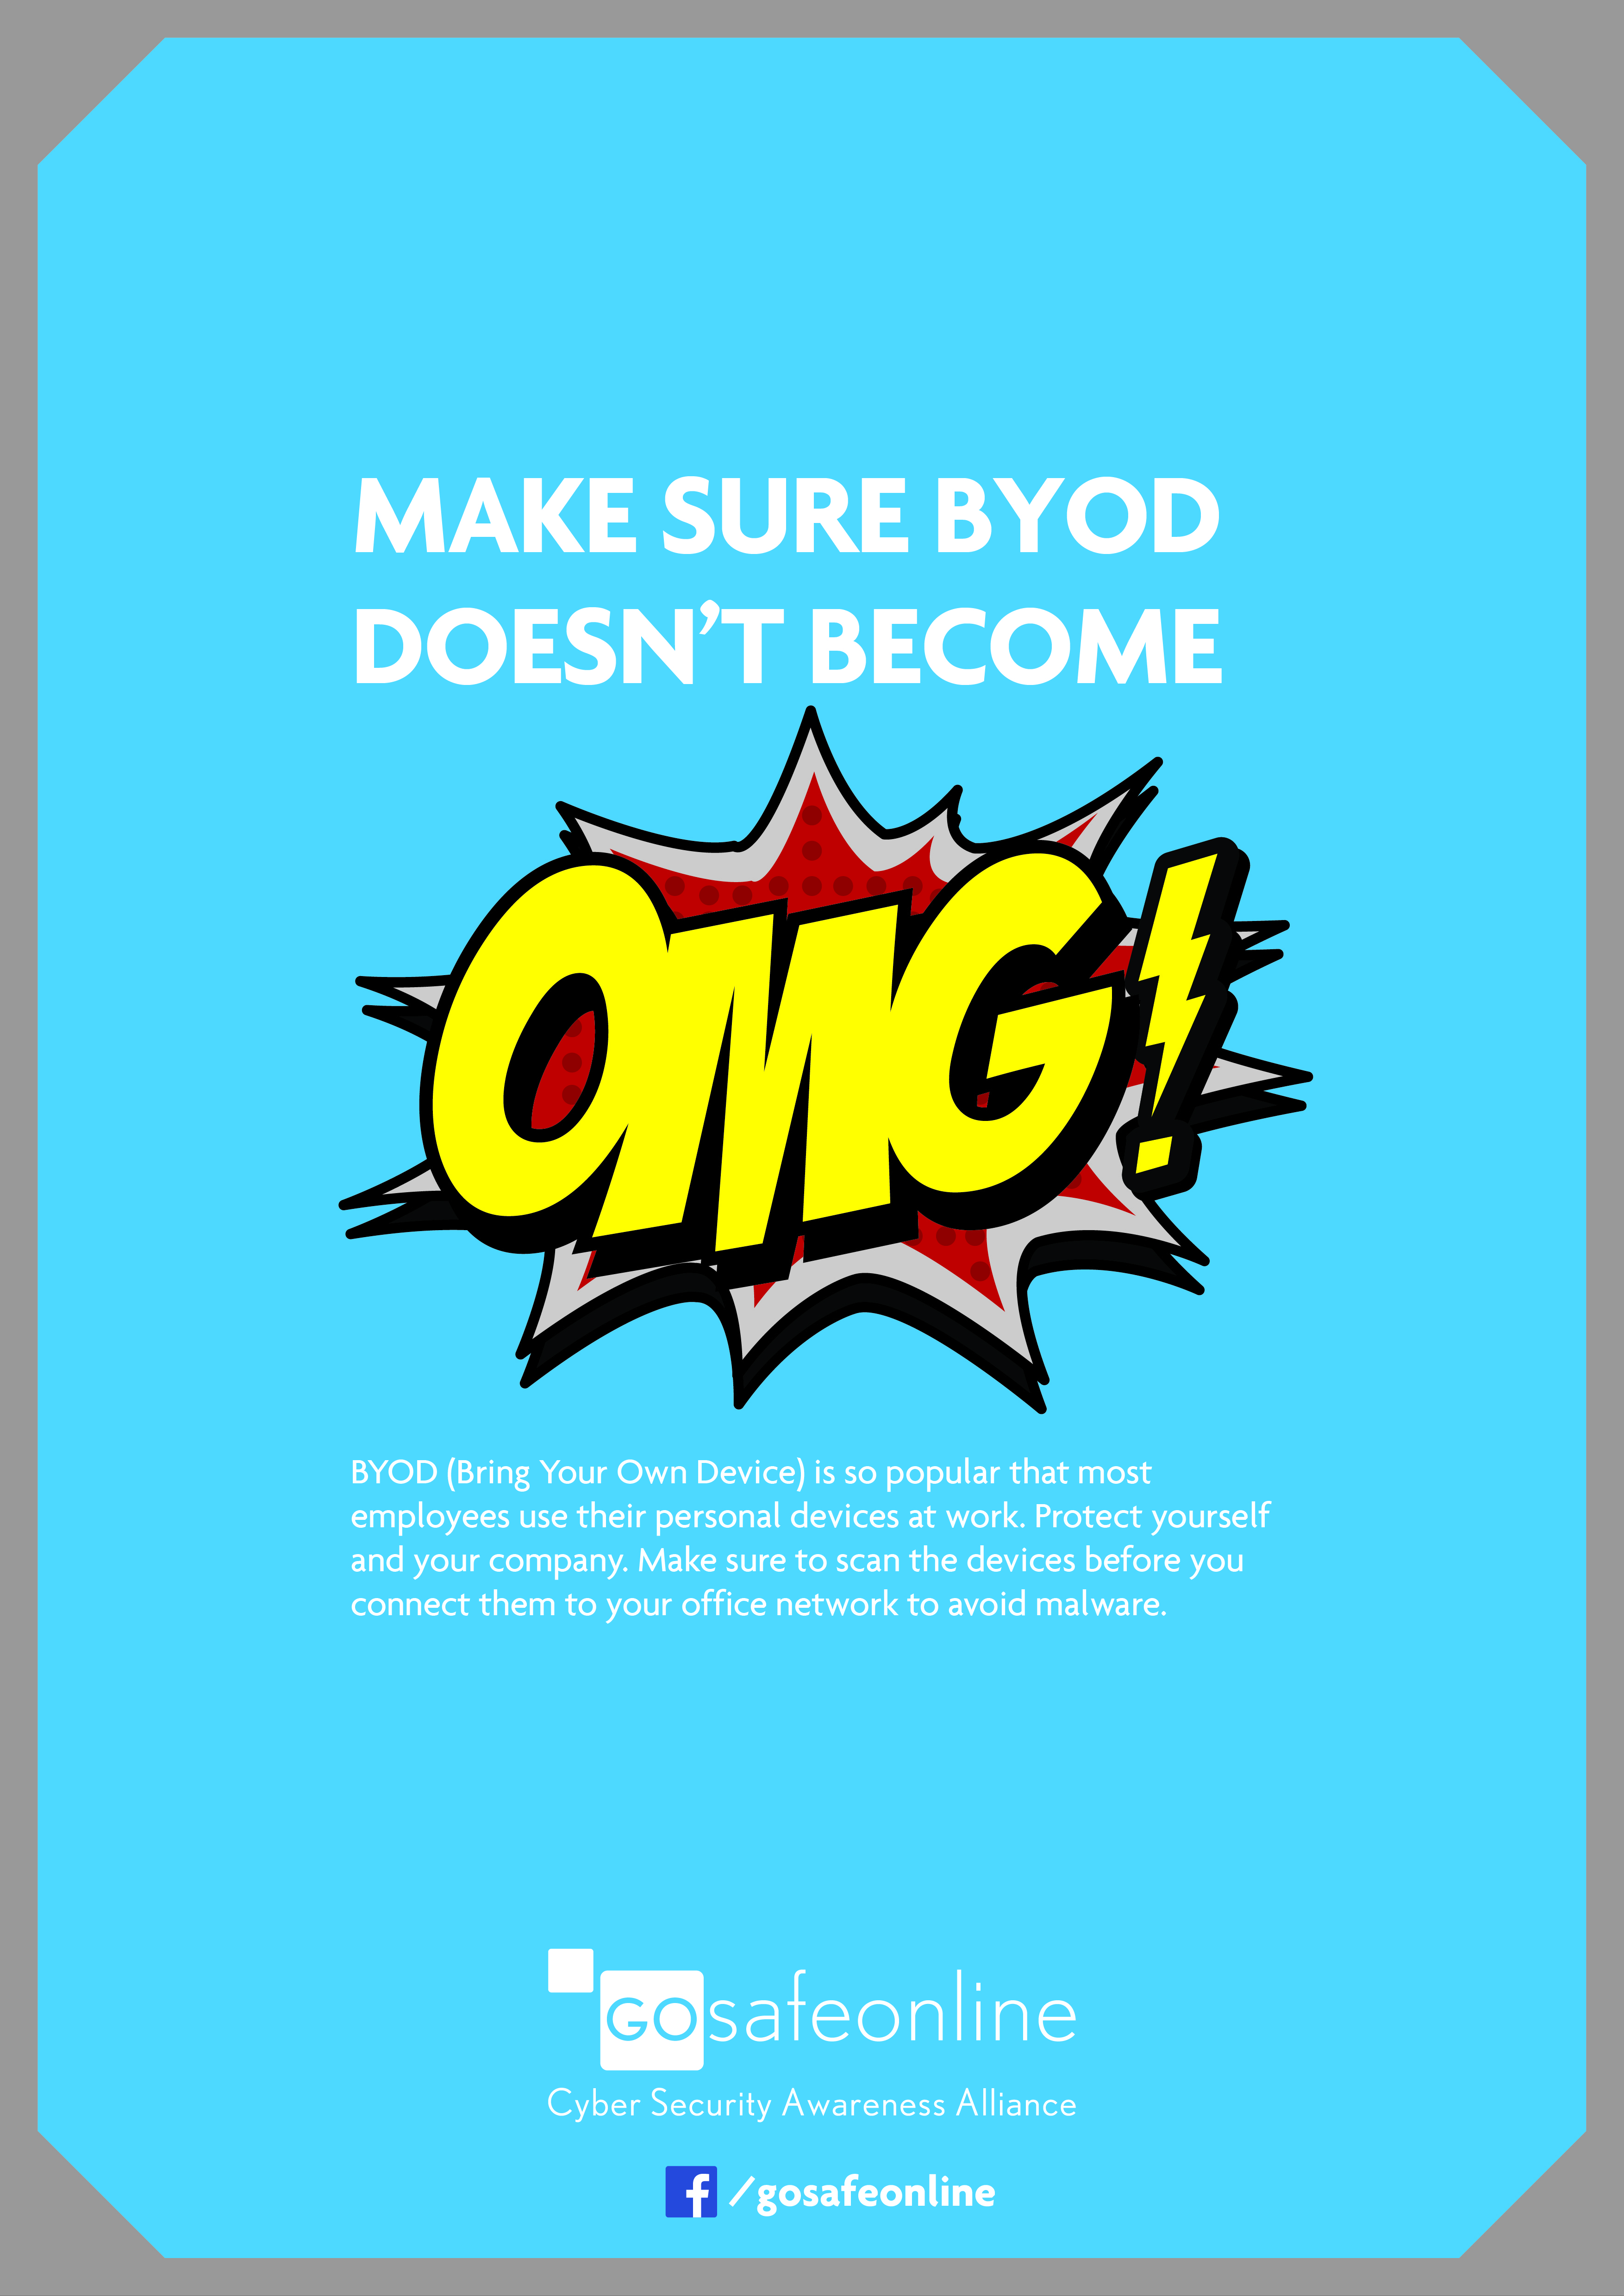 MAKE SURE BYOD
DOESN’T BECOME
OMG!
BYOD (Bring Your Own Device) is so popular that most
employees use their personal devices at work. Protect yourself
and your company. Make sure to scan the devices before you
connect them to your office network to avoid malware.
GOsafeonline
Cyber Security Awareness Alliance
f /gosafeonline